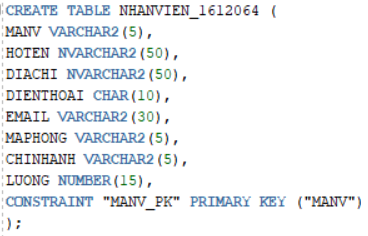 CREATE TABLE NHANVIEN_1612064 (
MANV VARCHAR2(5),
HOTEN NVARCHAR2(50),
DIACHI NVARCHAR2(50),
DIENTHOAI CHAR(10),
EMAIL VARCHAR2(30),
MAPHONG VARCHAR2(5),
CHINHANH VARCHAR2(5),
LUONG NUMBER(15),
CONSTRAINT "MANV_PK" PRIMARY KEY ("MANV")
);